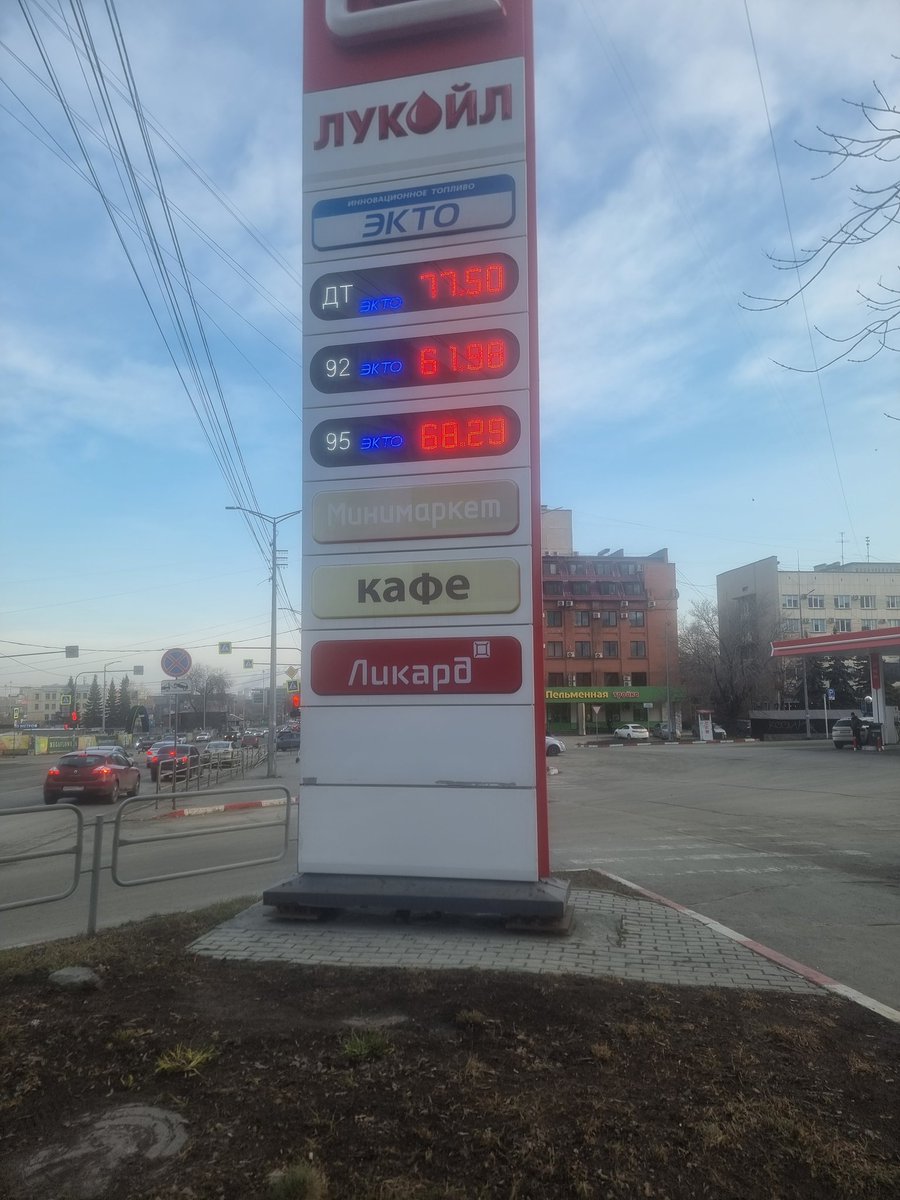 ЛУКОЙЛ
ИННОВАЦИОННОЕ ТОПЛИВО
ЭКТО
ДТ ЭКТО 77.50
92 ЭКТО 61.98
95 ЭКТО 68.29
Минимаркет
кафе
Ликард
Пельменная тройка